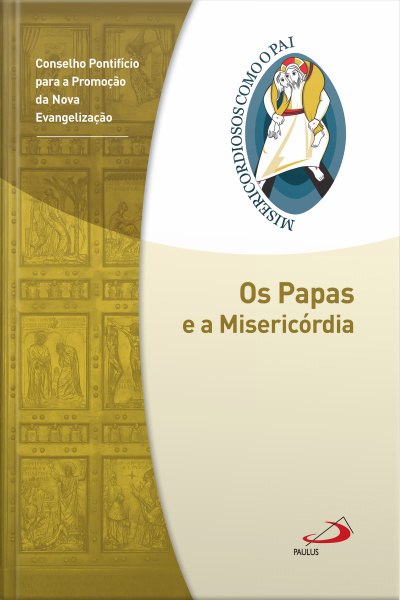 Conselho Pontifício
para a Promoção
da Nova
Evangelização
MISERICORDIOSOS COMO O PAI
Os Papas
e a Misericórdia
PAULUS